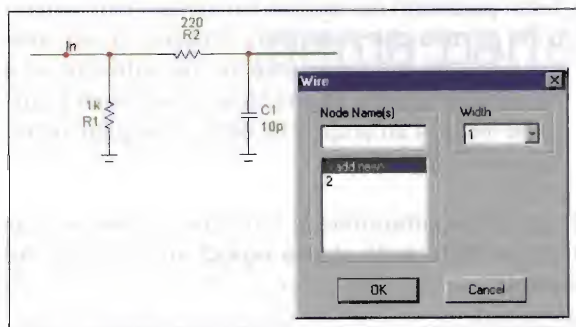 220
R2
In
1k
R1
C1
10p
Wire
Node Name(s)
Width
1
add new
2
OK
Cancel